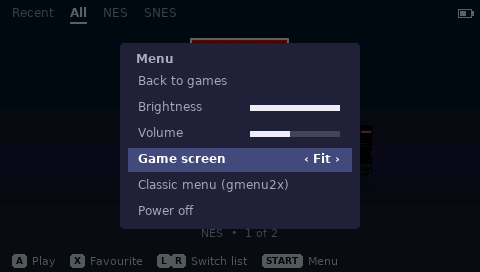 Recent All NES SNES
Menu
Back to games
Brightness
Volume
Game screen ‹ Fit ›
Classic menu (gmenu2x)
Power off
NES • 1 of 2
A Play X Favourite L R Switch list START Menu